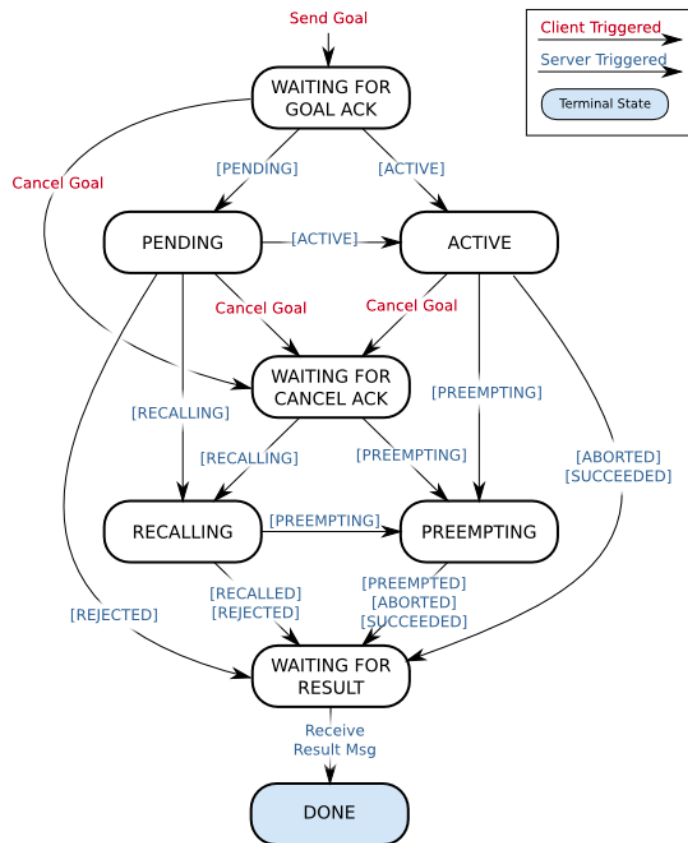 Send Goal
Client Triggered
Server Triggered
Terminal State
WAITING FOR
GOAL ACK
[PENDING]
[ACTIVE]
Cancel Goal
PENDING
[ACTIVE]
ACTIVE
Cancel Goal
Cancel Goal
WAITING FOR
CANCEL ACK
[RECALLING]
[PREEMPTING]
[RECALLING]
[PREEMPTING]
[ABORTED]
[SUCCEEDED]
RECALLING
[PREEMPTING]
PREEMPTING
[REJECTED]
[RECALLED]
[REJECTED]
[PREEMPTED]
[ABORTED]
[SUCCEEDED]
WAITING FOR
RESULT
Receive
Result Msg
DONE